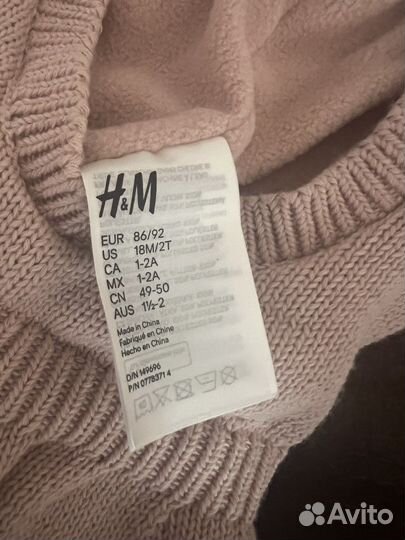 H&M
EUR 86/92
US 18M/2T
CA 1-2A
MX 1-2A
CN 49-50
AUS 1½-2
Made in China
Fabriqué en Chine
Hecho en China
D/N 149696
P/N 0778371 4
Avito